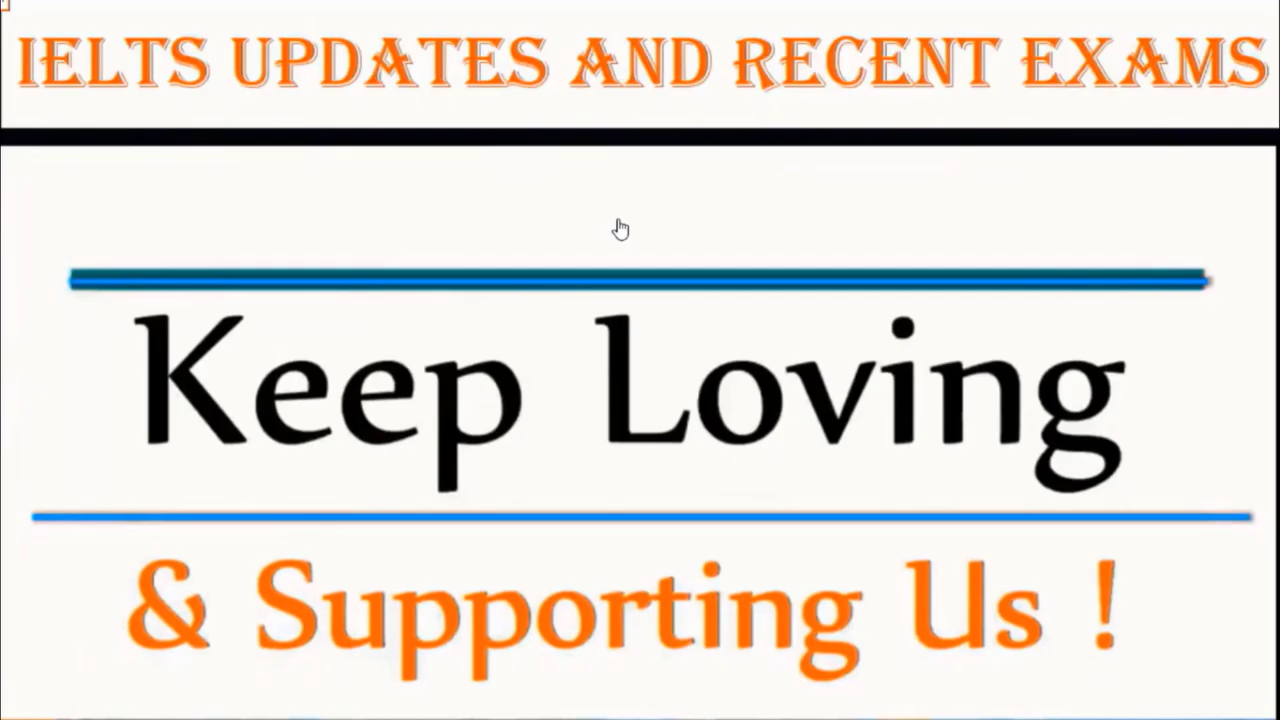 IELTS UPDATES AND RECENT EXAMS
Keep Loving
& Supporting Us !